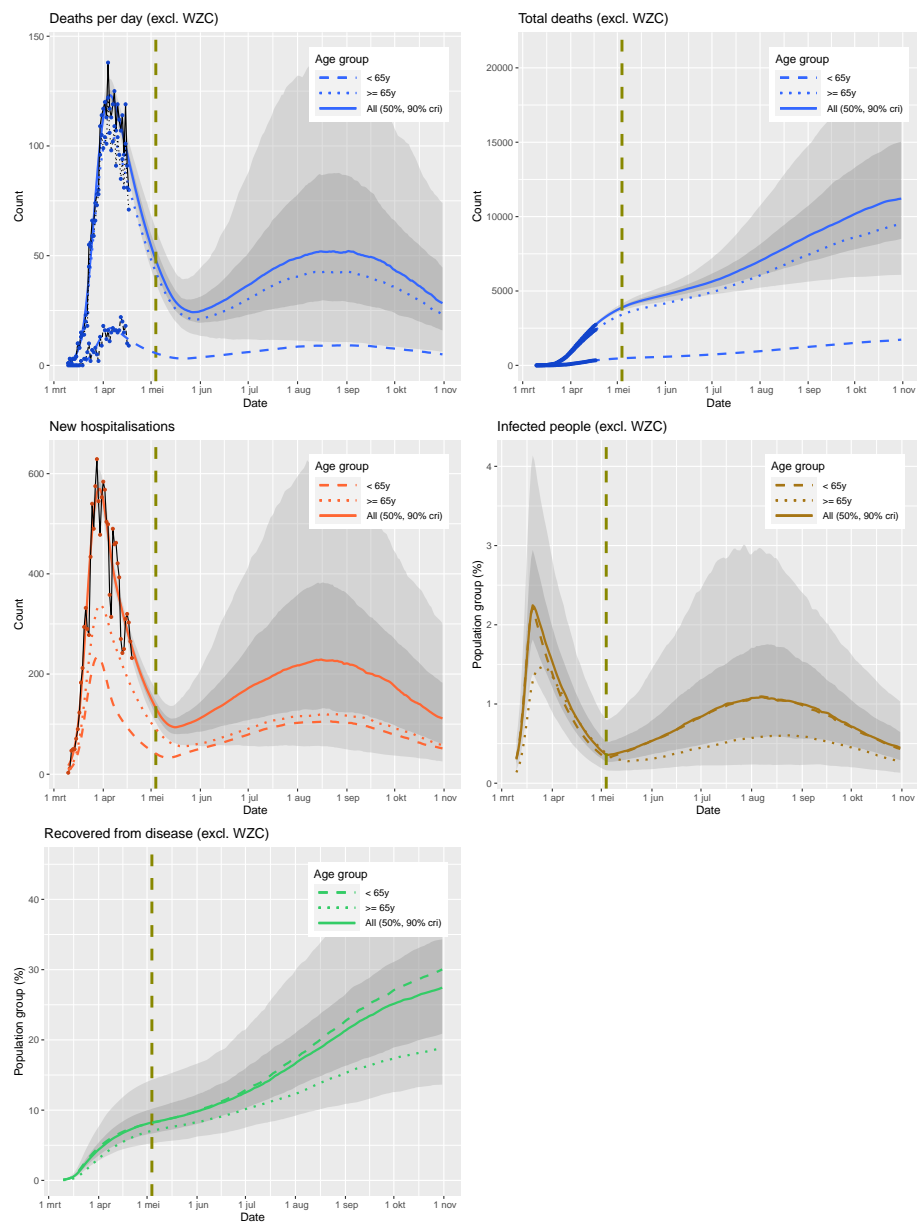 Deaths per day (excl. WZC)
150
100
50
0
Count
Age group
< 65y
>= 65y
All (50%, 90% cri)
1 mrt 1 apr 1 mei 1 jun 1 jul 1 aug 1 sep 1 okt 1 nov
Date
Total deaths (excl. WZC)
20000
15000
10000
5000
0
Count
Age group
< 65y
>= 65y
All (50%, 90% cri)
1 mrt 1 apr 1 mei 1 jun 1 jul 1 aug 1 sep 1 okt 1 nov
Date
New hospitalisations
600
400
200
0
Count
Age group
< 65y
>= 65y
All (50%, 90% cri)
1 mrt 1 apr 1 mei 1 jun 1 jul 1 aug 1 sep 1 okt 1 nov
Date
Infected people (excl. WZC)
4
3
2
1
0
Population group (%)
Age group
< 65y
>= 65y
All (50%, 90% cri)
1 mrt 1 apr 1 mei 1 jun 1 jul 1 aug 1 sep 1 okt 1 nov
Date
Recovered from disease (excl. WZC)
40
30
20
10
0
Population group (%)
Age group
< 65y
>= 65y
All (50%, 90% cri)
1 mrt 1 apr 1 mei 1 jun 1 jul 1 aug 1 sep 1 okt 1 nov
Date